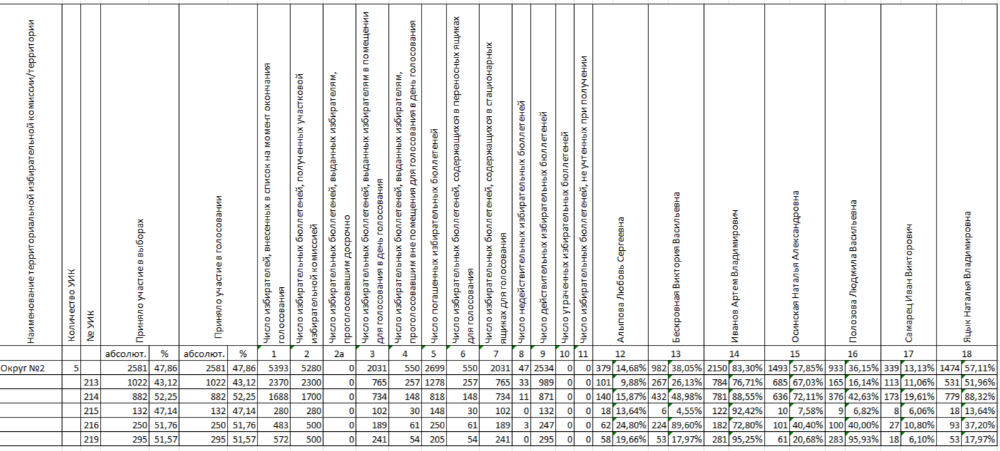 Наименование территориальной избирательной комиссии/территории
Количество УИК
№ УИК
Приняло участие в выборах
Приняло участие в голосовании
Число избирателей, внесенных в список на момент окончания
голосования
Число избирательных бюллетеней, полученных участковой
избирательной комиссией
Число избирательных бюллетеней, выданных избирателям,
проголосовавшим досрочно
Число избирательных бюллетеней, выданных избирателям в помещении
для голосования в день голосования
Число избирательных бюллетеней, выданных избирателям,
проголосовавшим вне помещения для голосования в день голосования
Число погашенных избирательных бюллетеней
Число избирательных бюллетеней, содержащихся в переносных ящиках
для голосования
Число избирательных бюллетеней, содержащихся в стационарных
ящиках для голосования
Число недействительных избирательных бюллетеней
Число действительных избирательных бюллетеней
Число утраченных избирательных бюллетеней
Число избирательных бюллетеней, не учтенных при получении
Алыпова Любовь Сергеевна
Бескровная Виктория Васильевна
Иванов Артем Владимирович
Осинская Наталья Александровна
Полозова Людмила Васильевна
Самарец Иван Викторович
Яцык Наталья Владимировна
абсолют. % абсолют. % 1 2 2а 3 4 5 6 7 8 9 10 11 12 13 14 15 16 17 18
Округ №2 5 2581 47,86 2581 47,86 5393 5280 0 2031 550 2699 550 2031 47 2534 0 0 379 14,68% 982 38,05% 2150 83,30% 1493 57,85% 933 36,15% 339 13,13% 1474 57,11%
213 1022 43,12 1022 43,12 2370 2300 0 765 257 1278 257 765 33 989 0 0 101 9,88% 267 26,13% 784 76,71% 685 67,03% 165 16,14% 113 11,06% 531 51,96%
214 882 52,25 882 52,25 1688 1700 0 734 148 818 148 734 11 871 0 0 140 15,87% 432 48,98% 781 88,55% 636 72,11% 376 42,63% 173 19,61% 779 88,32%
215 132 47,14 132 47,14 280 280 0 102 30 148 30 102 0 132 0 0 18 13,64% 6 4,55% 122 92,42% 10 7,58% 9 6,82% 8 6,06% 18 13,64%
216 250 51,76 250 51,76 483 500 0 189 61 250 61 189 3 247 0 0 62 24,80% 224 89,60% 182 72,80% 101 40,40% 100 40,00% 27 10,80% 93 37,20%
219 295 51,57 295 51,57 572 500 0 241 54 205 54 241 0 295 0 0 58 19,66% 53 17,97% 281 95,25% 61 20,68% 283 95,93% 18 6,10% 53 17,97%